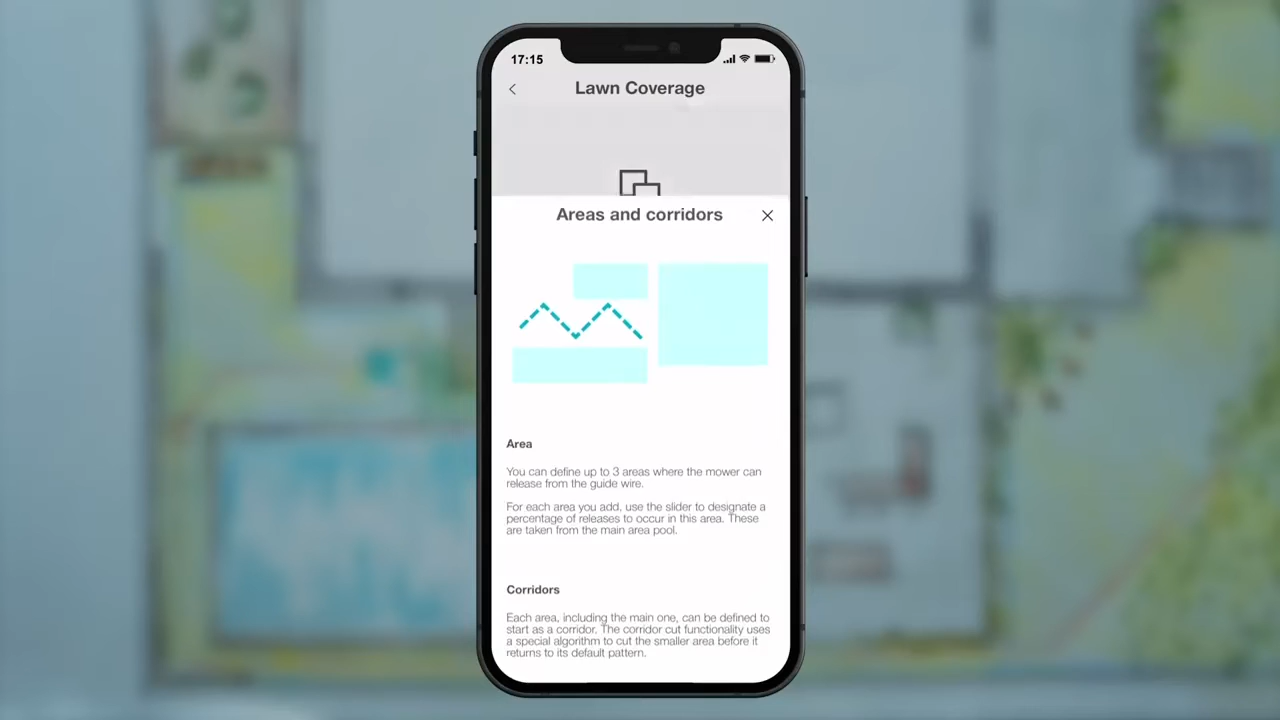 17:15
Lawn Coverage
Areas and corridors
Area
You can define up to 3 areas where the mower can
release from the guide wire.
For each area you add, use the slider to designate a
percentage of releases to occur in this area. These
are taken from the main area pool.
Corridors
Each area, including the main one, can be defined to
start as a corridor. The corridor cut functionality uses
a special algorithm to cut the smaller area before it
returns to its default pattern.